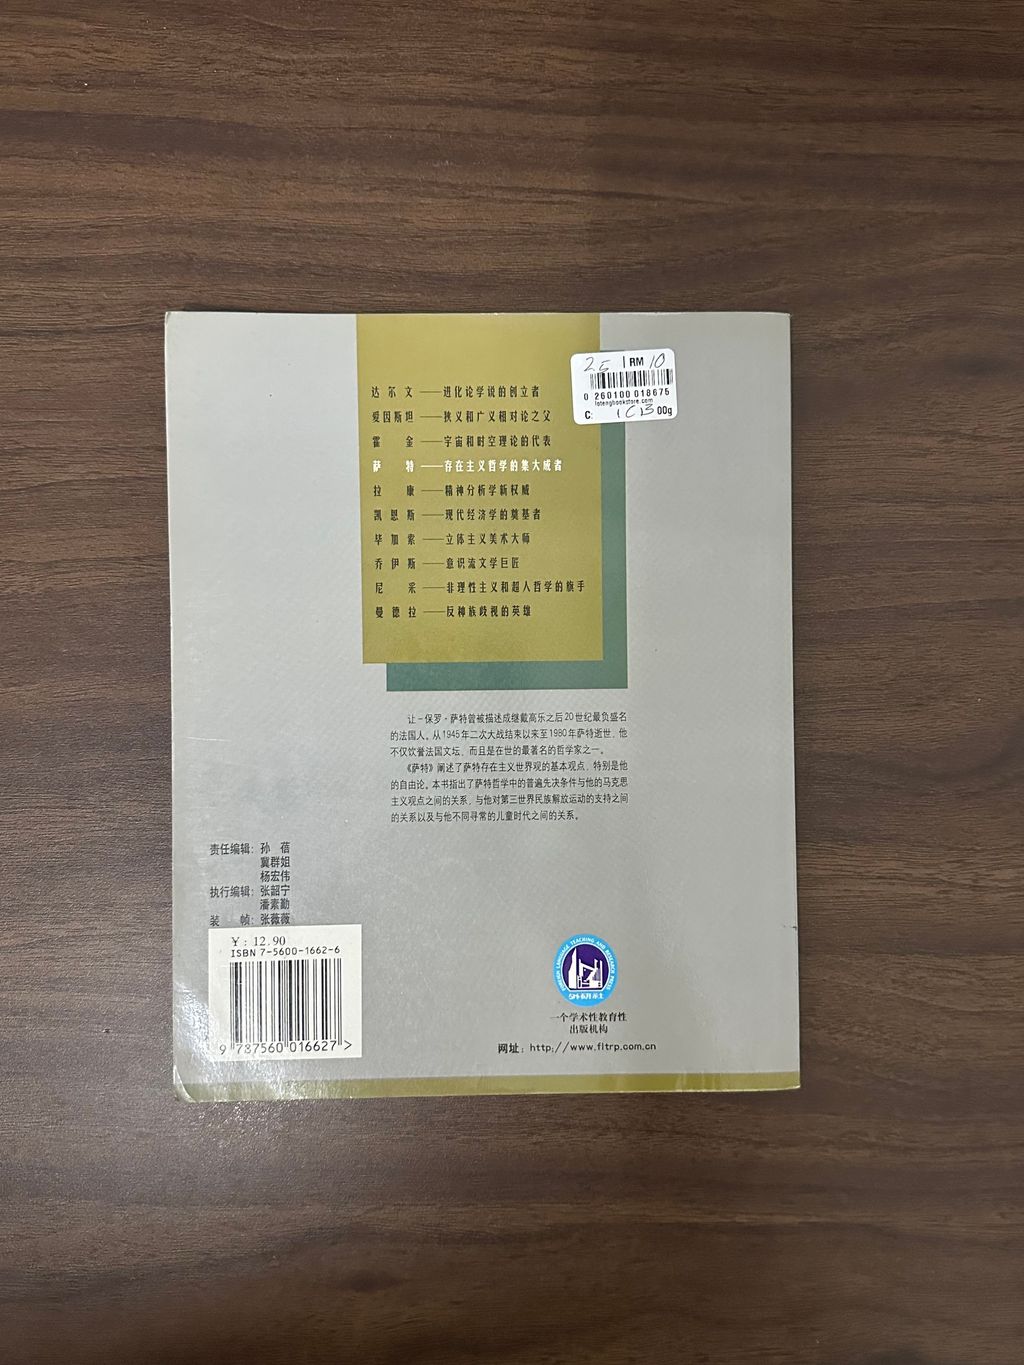 25 | RM 10
0 260100 018675
lotengbookstore.com
C: 1CB 00g
达尔文——进化论学说的创立者
爱因斯坦——狭义和广义相对论之父
霍金——宇宙和时空理论的代表
萨特——存在主义哲学的集大成者
拉康——精神分析学新权威
凯恩斯——现代经济学的奠基者
毕加索——立体主义美术大师
乔伊斯——意识流文学巨匠
尼采——非理性主义和超人哲学的旗手
曼德拉——反种族歧视的英雄
让-保罗·萨特曾被描述成继戴高乐之后20世纪最负盛名
的法国人。从1945年二次大战结束以来至1980年萨特逝世，他
不仅饮誉法国文坛，而且是在世的最著名的哲学家之一。
《萨特》阐述了萨特存在主义世界观的基本观点，特别是他
的自由论。本书指出了萨特哲学中的普遍先决条件与他的马克思
主义观点之间的关系，与他对第三世界民族解放运动的支持之间
的关系以及与他不同寻常的儿童时代之间的关系。
责任编辑：孙蓓
冀群姐
杨宏伟
执行编辑：张韶宁
潘素勤
装帧：张薇薇
￥：12.90
ISBN 7-5600-1662-6
9 787560 016627 >
FOREIGN LANGUAGE TEACHING AND RESEARCH PRESS
外研社
一个学术性教育性
出版机构
网址：http://www.fltrp.com.cn